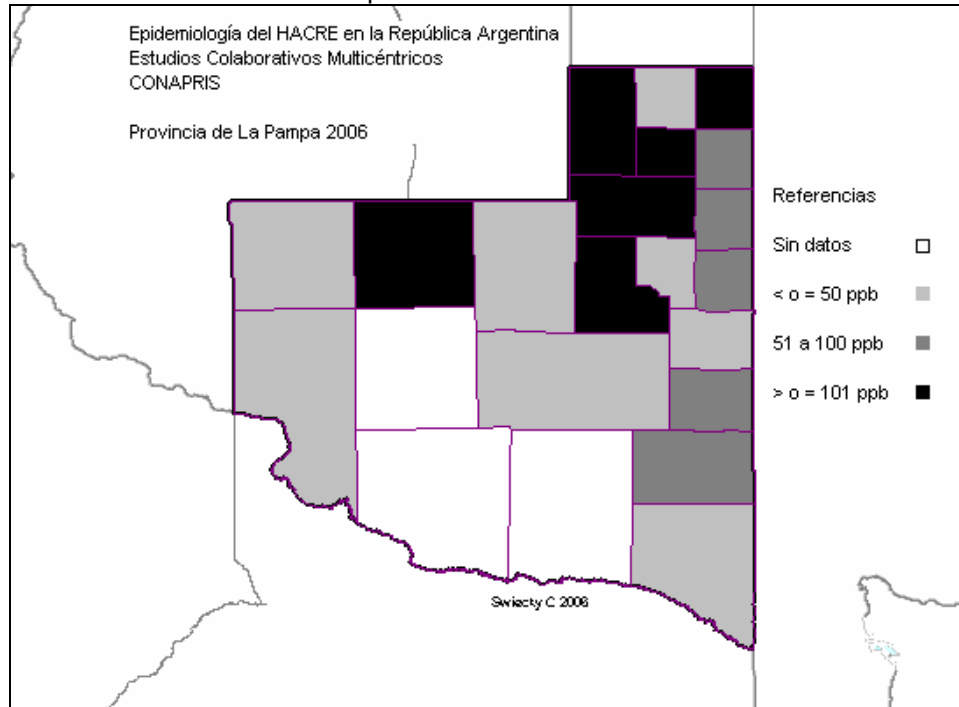 Epidemiología del HACRE en la República Argentina
Estudios Colaborativos Multicéntricos
CONAPRIS
Provincia de La Pampa 2006
Referencias
Sin datos
< o = 50 ppb
51 a 100 ppb
> o = 101 ppb
Swiecty C 2006